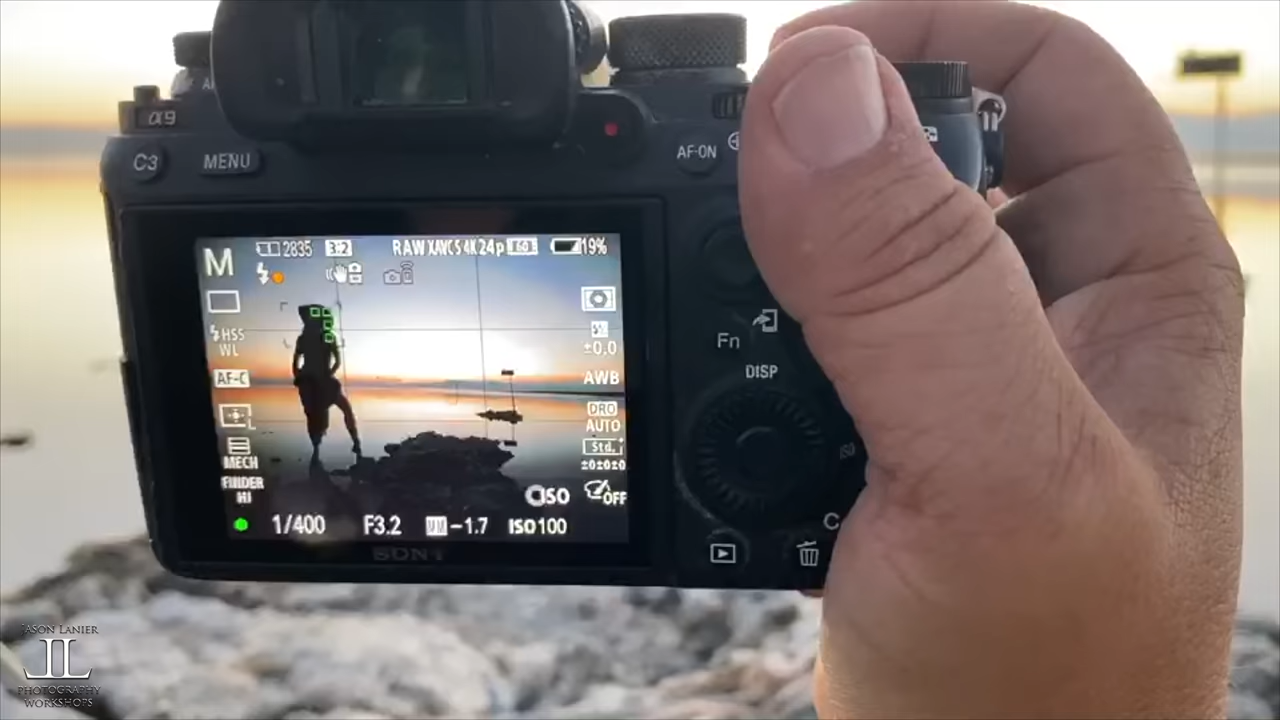 α9
C3
MENU
AF-ON
M
2835
3:2
RAW XAVC S 4K 24p 60
19%
HSS
WL
AF-C
L
MECH
FINDER
HI
±0.0
AWB
DRO
AUTO
Std.
±0±0±0
OFF
ISO
1/400
F3.2
MM -1.7
ISO100
SONY
Fn
DISP
C
JASON LANIER
JL
PHOTOGRAPHY
WORKSHOPS